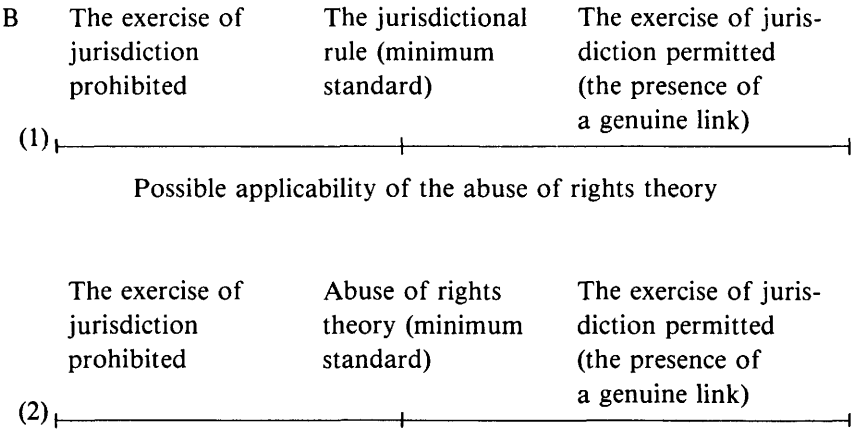 B The exercise of The jurisdictional The exercise of juris-
jurisdiction rule (minimum diction permitted
prohibited standard) (the presence of
a genuine link)
(1)
Possible applicability of the abuse of rights theory
The exercise of Abuse of rights The exercise of juris-
jurisdiction theory (minimum diction permitted
prohibited standard) (the presence of
a genuine link)
(2)